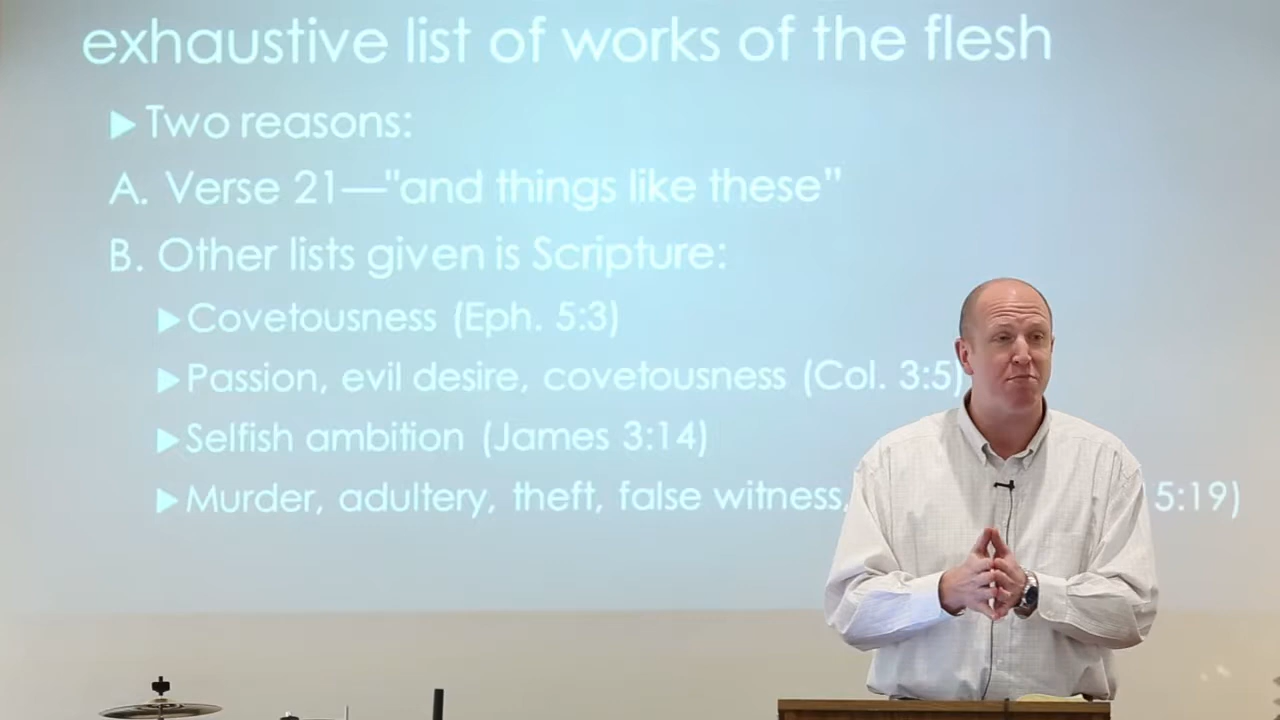 exhaustive list of works of the flesh
▶ Two reasons:
A. Verse 21—"and things like these”
B. Other lists given is Scripture:
▶ Covetousness (Eph. 5:3)
▶ Passion, evil desire, covetousness (Col. 3:5)
▶ Selfish ambition (James 3:14)
▶ Murder, adultery, theft, false witness, 5:19)